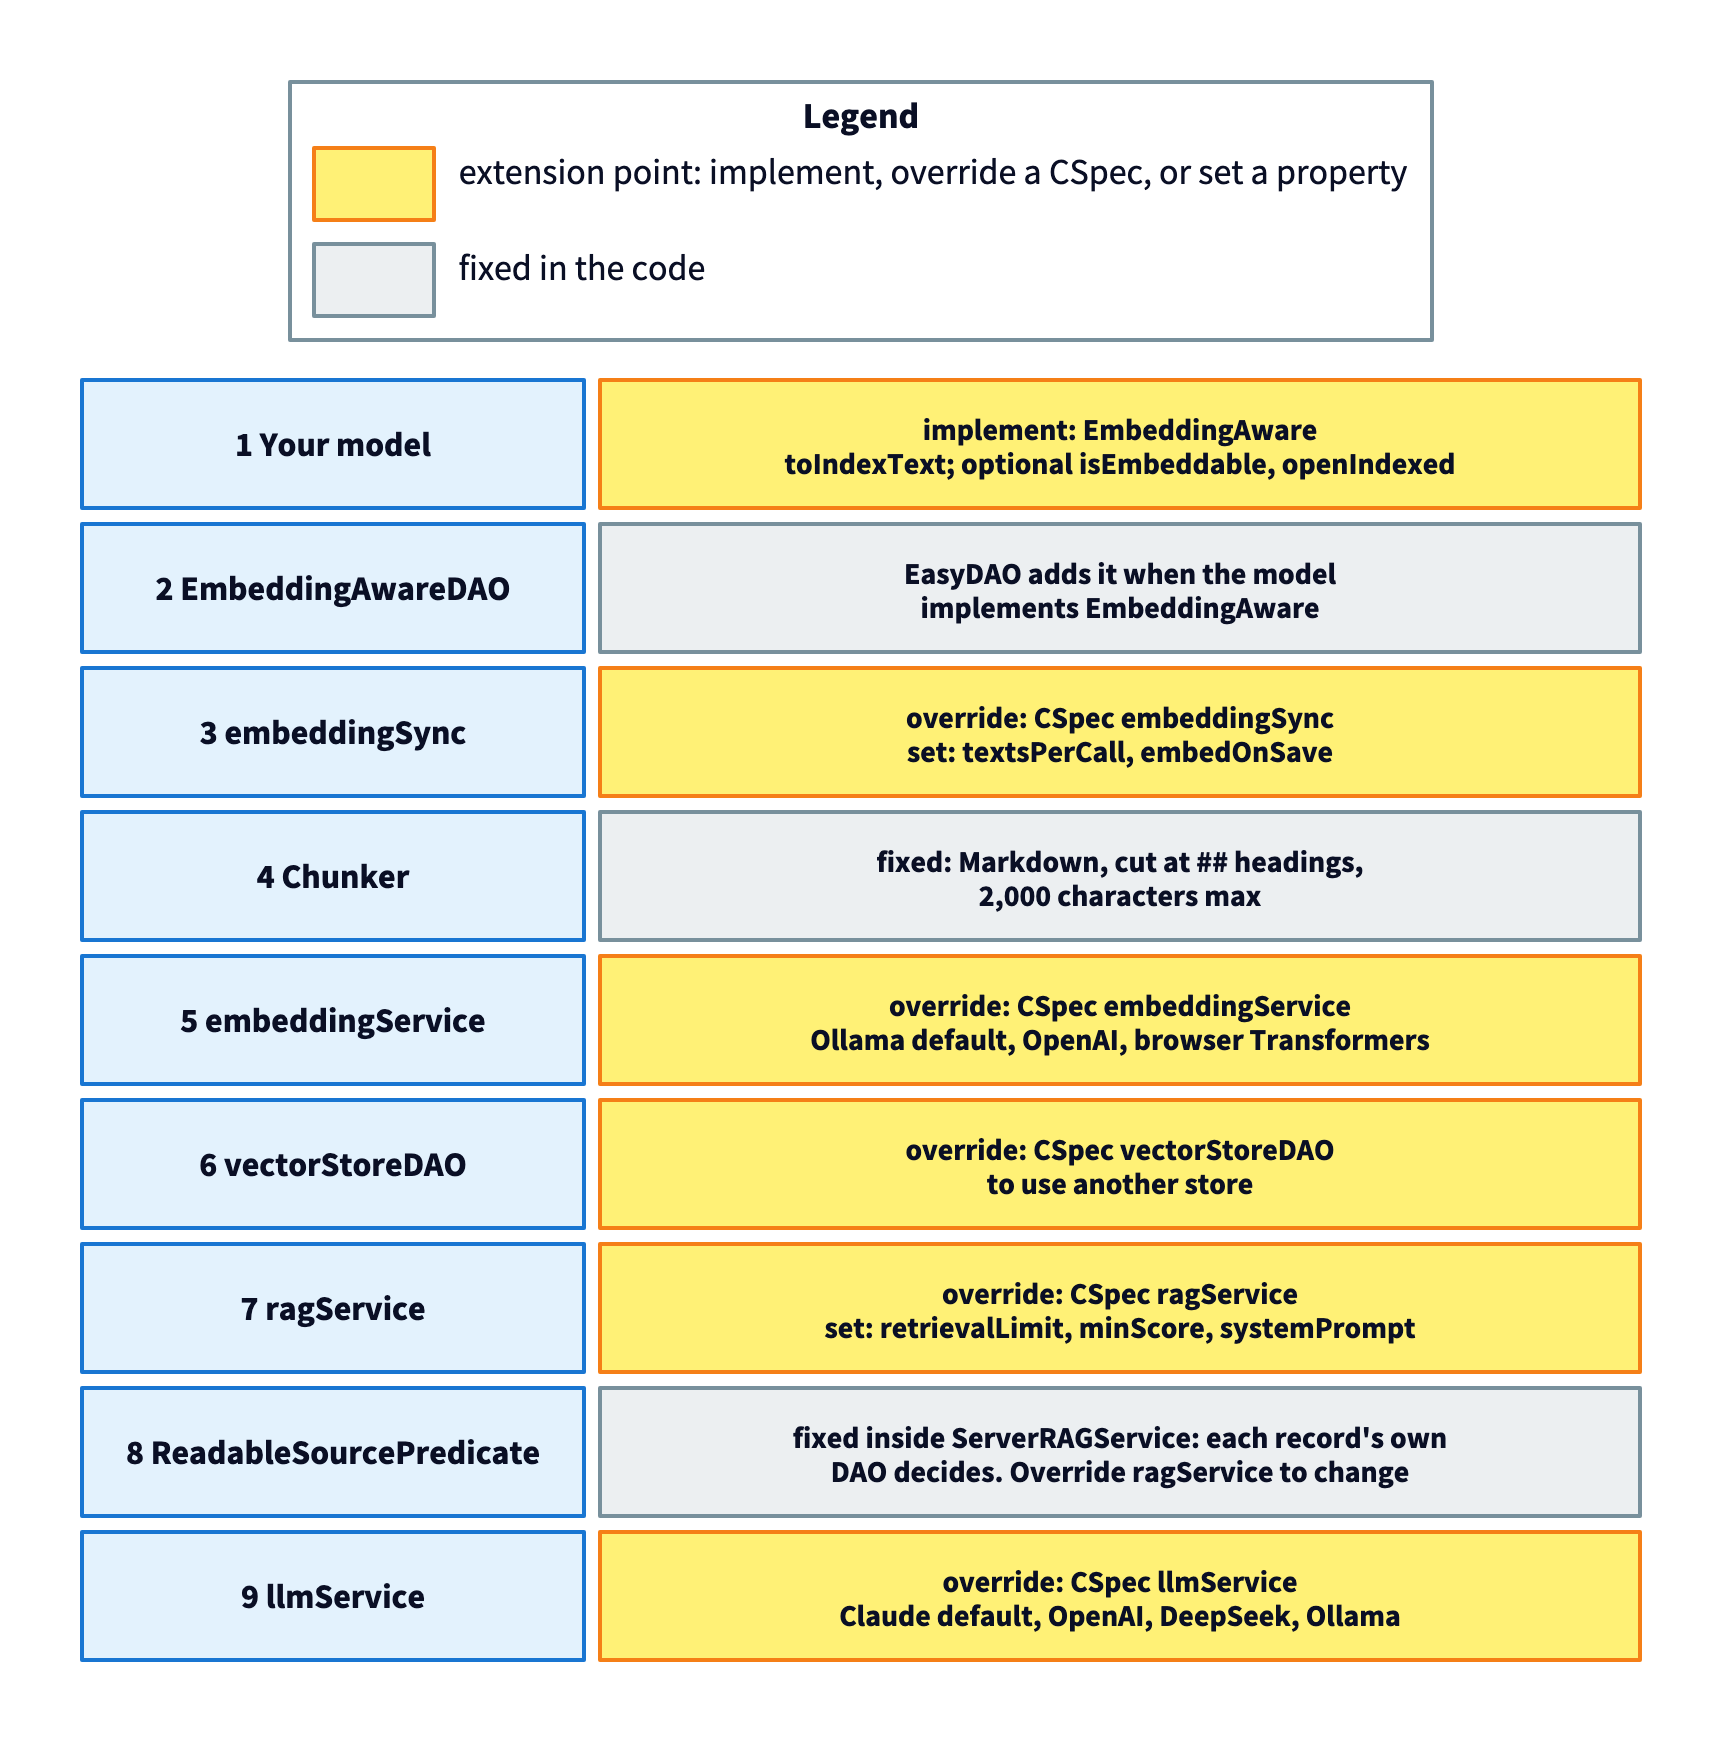 Legend
extension point: implement, override a CSpec, or set a property
fixed in the code
1 Your model
implement: EmbeddingAware
toIndexText; optional isEmbeddable, openIndexed
2 EmbeddingAwareDAO
EasyDAO adds it when the model
implements EmbeddingAware
3 embeddingSync
override: CSpec embeddingSync
set: textsPerCall, embedOnSave
4 Chunker
fixed: Markdown, cut at ## headings,
2,000 characters max
5 embeddingService
override: CSpec embeddingService
Ollama default, OpenAI, browser Transformers
6 vectorStoreDAO
override: CSpec vectorStoreDAO
to use another store
7 ragService
override: CSpec ragService
set: retrievalLimit, minScore, systemPrompt
8 ReadableSourcePredicate
fixed inside ServerRAGService: each record's own
DAO decides. Override ragService to change
9 llmService
override: CSpec llmService
Claude default, OpenAI, DeepSeek, Ollama